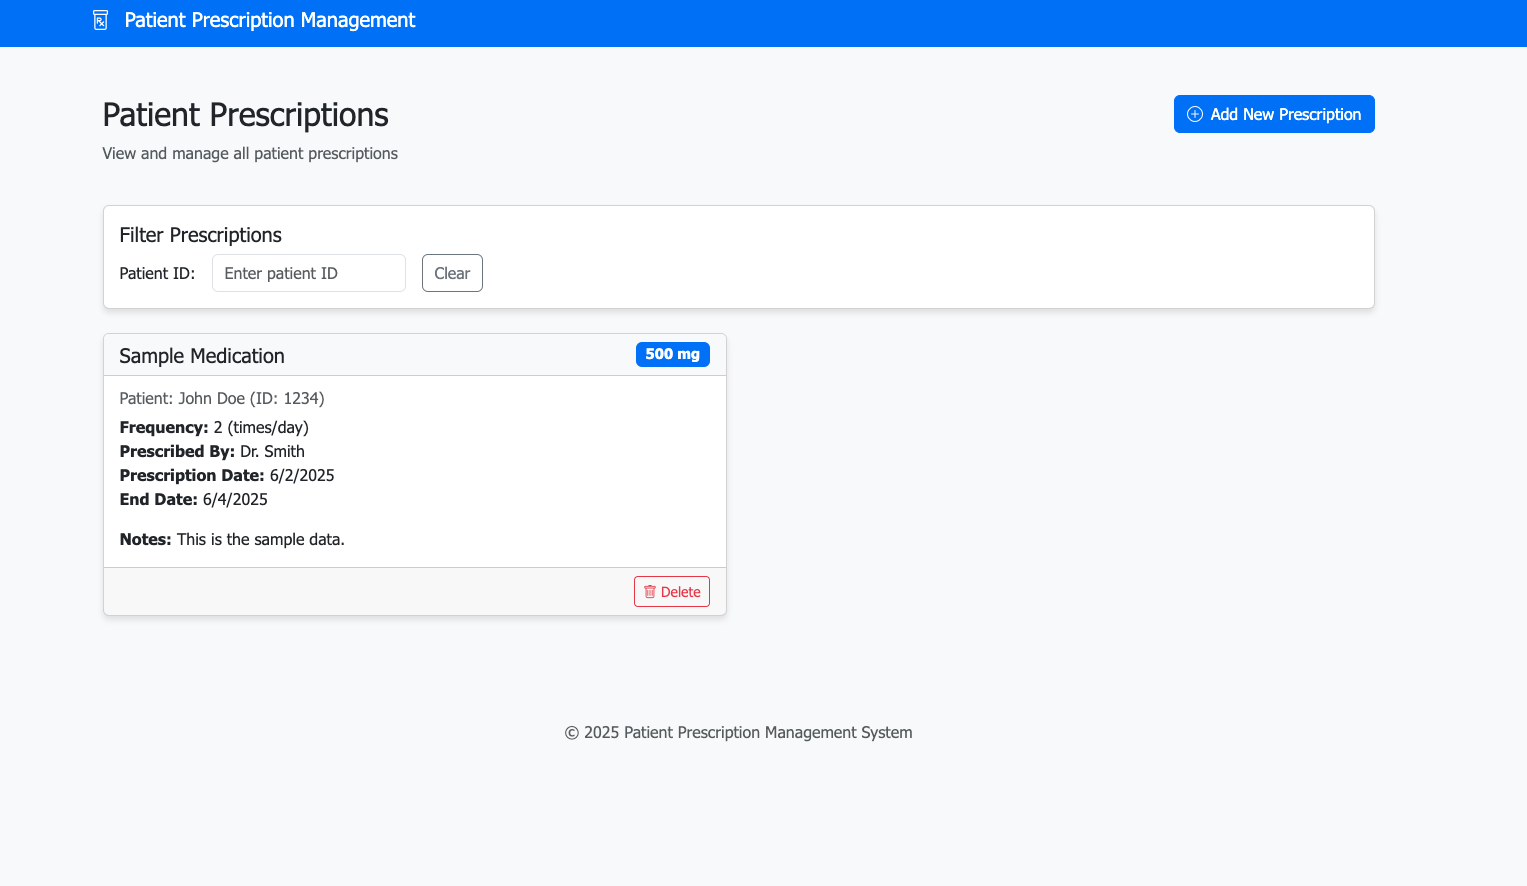 Patient Prescription Management
Patient Prescriptions
Add New Prescription
View and manage all patient prescriptions
Filter Prescriptions
Patient ID: Enter patient ID Clear
Sample Medication 500 mg
Patient: John Doe (ID: 1234)
Frequency: 2 (times/day)
Prescribed By: Dr. Smith
Prescription Date: 6/2/2025
End Date: 6/4/2025
Notes: This is the sample data.
Delete
© 2025 Patient Prescription Management System